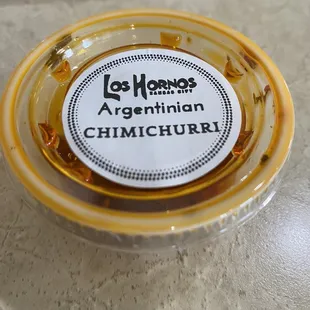 Los Hornos
KANSAS CITY
Argentinian
CHIMICHURRI